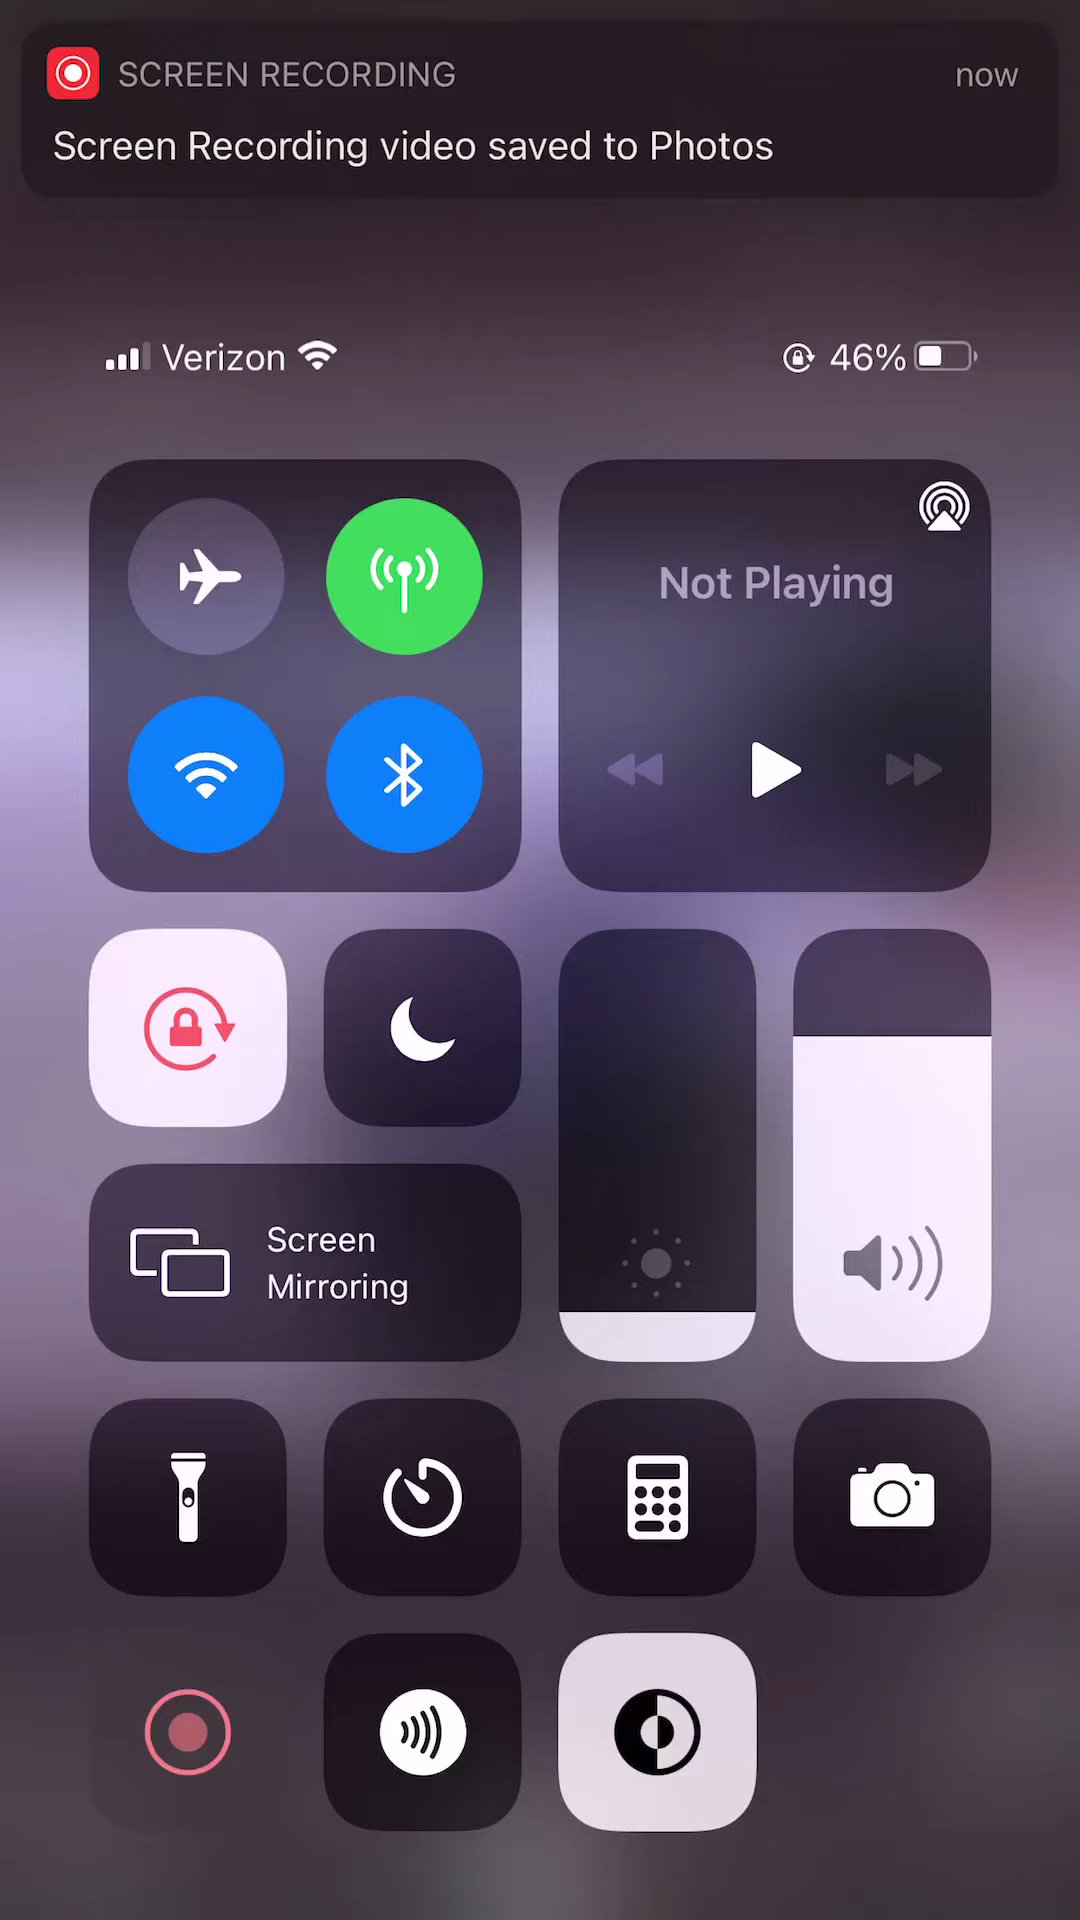 SCREEN RECORDING now
Screen Recording video saved to Photos
Verizon 46%
Not Playing
Screen
Mirroring